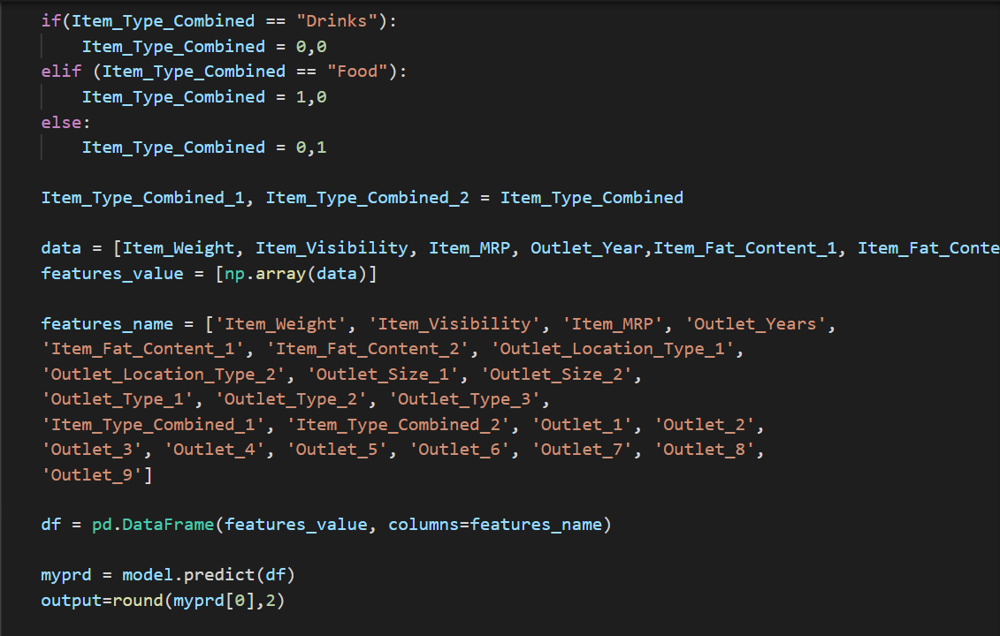 if(Item_Type_Combined == "Drinks"):
    Item_Type_Combined = 0,0
elif (Item_Type_Combined == "Food"):
    Item_Type_Combined = 1,0
else:
    Item_Type_Combined = 0,1
Item_Type_Combined_1, Item_Type_Combined_2 = Item_Type_Combined
data = [Item_Weight, Item_Visibility, Item_MRP, Outlet_Year,Item_Fat_Content_1, Item_Fat_Conte
features_value = [np.array(data)]
features_name = ['Item_Weight', 'Item_Visibility', 'Item_MRP', 'Outlet_Years',
'Item_Fat_Content_1', 'Item_Fat_Content_2', 'Outlet_Location_Type_1',
'Outlet_Location_Type_2', 'Outlet_Size_1', 'Outlet_Size_2',
'Outlet_Type_1', 'Outlet_Type_2', 'Outlet_Type_3',
'Item_Type_Combined_1', 'Item_Type_Combined_2', 'Outlet_1', 'Outlet_2',
'Outlet_3', 'Outlet_4', 'Outlet_5', 'Outlet_6', 'Outlet_7', 'Outlet_8',
'Outlet_9']
df = pd.DataFrame(features_value, columns=features_name)
myprd = model.predict(df)
output=round(myprd[0],2)